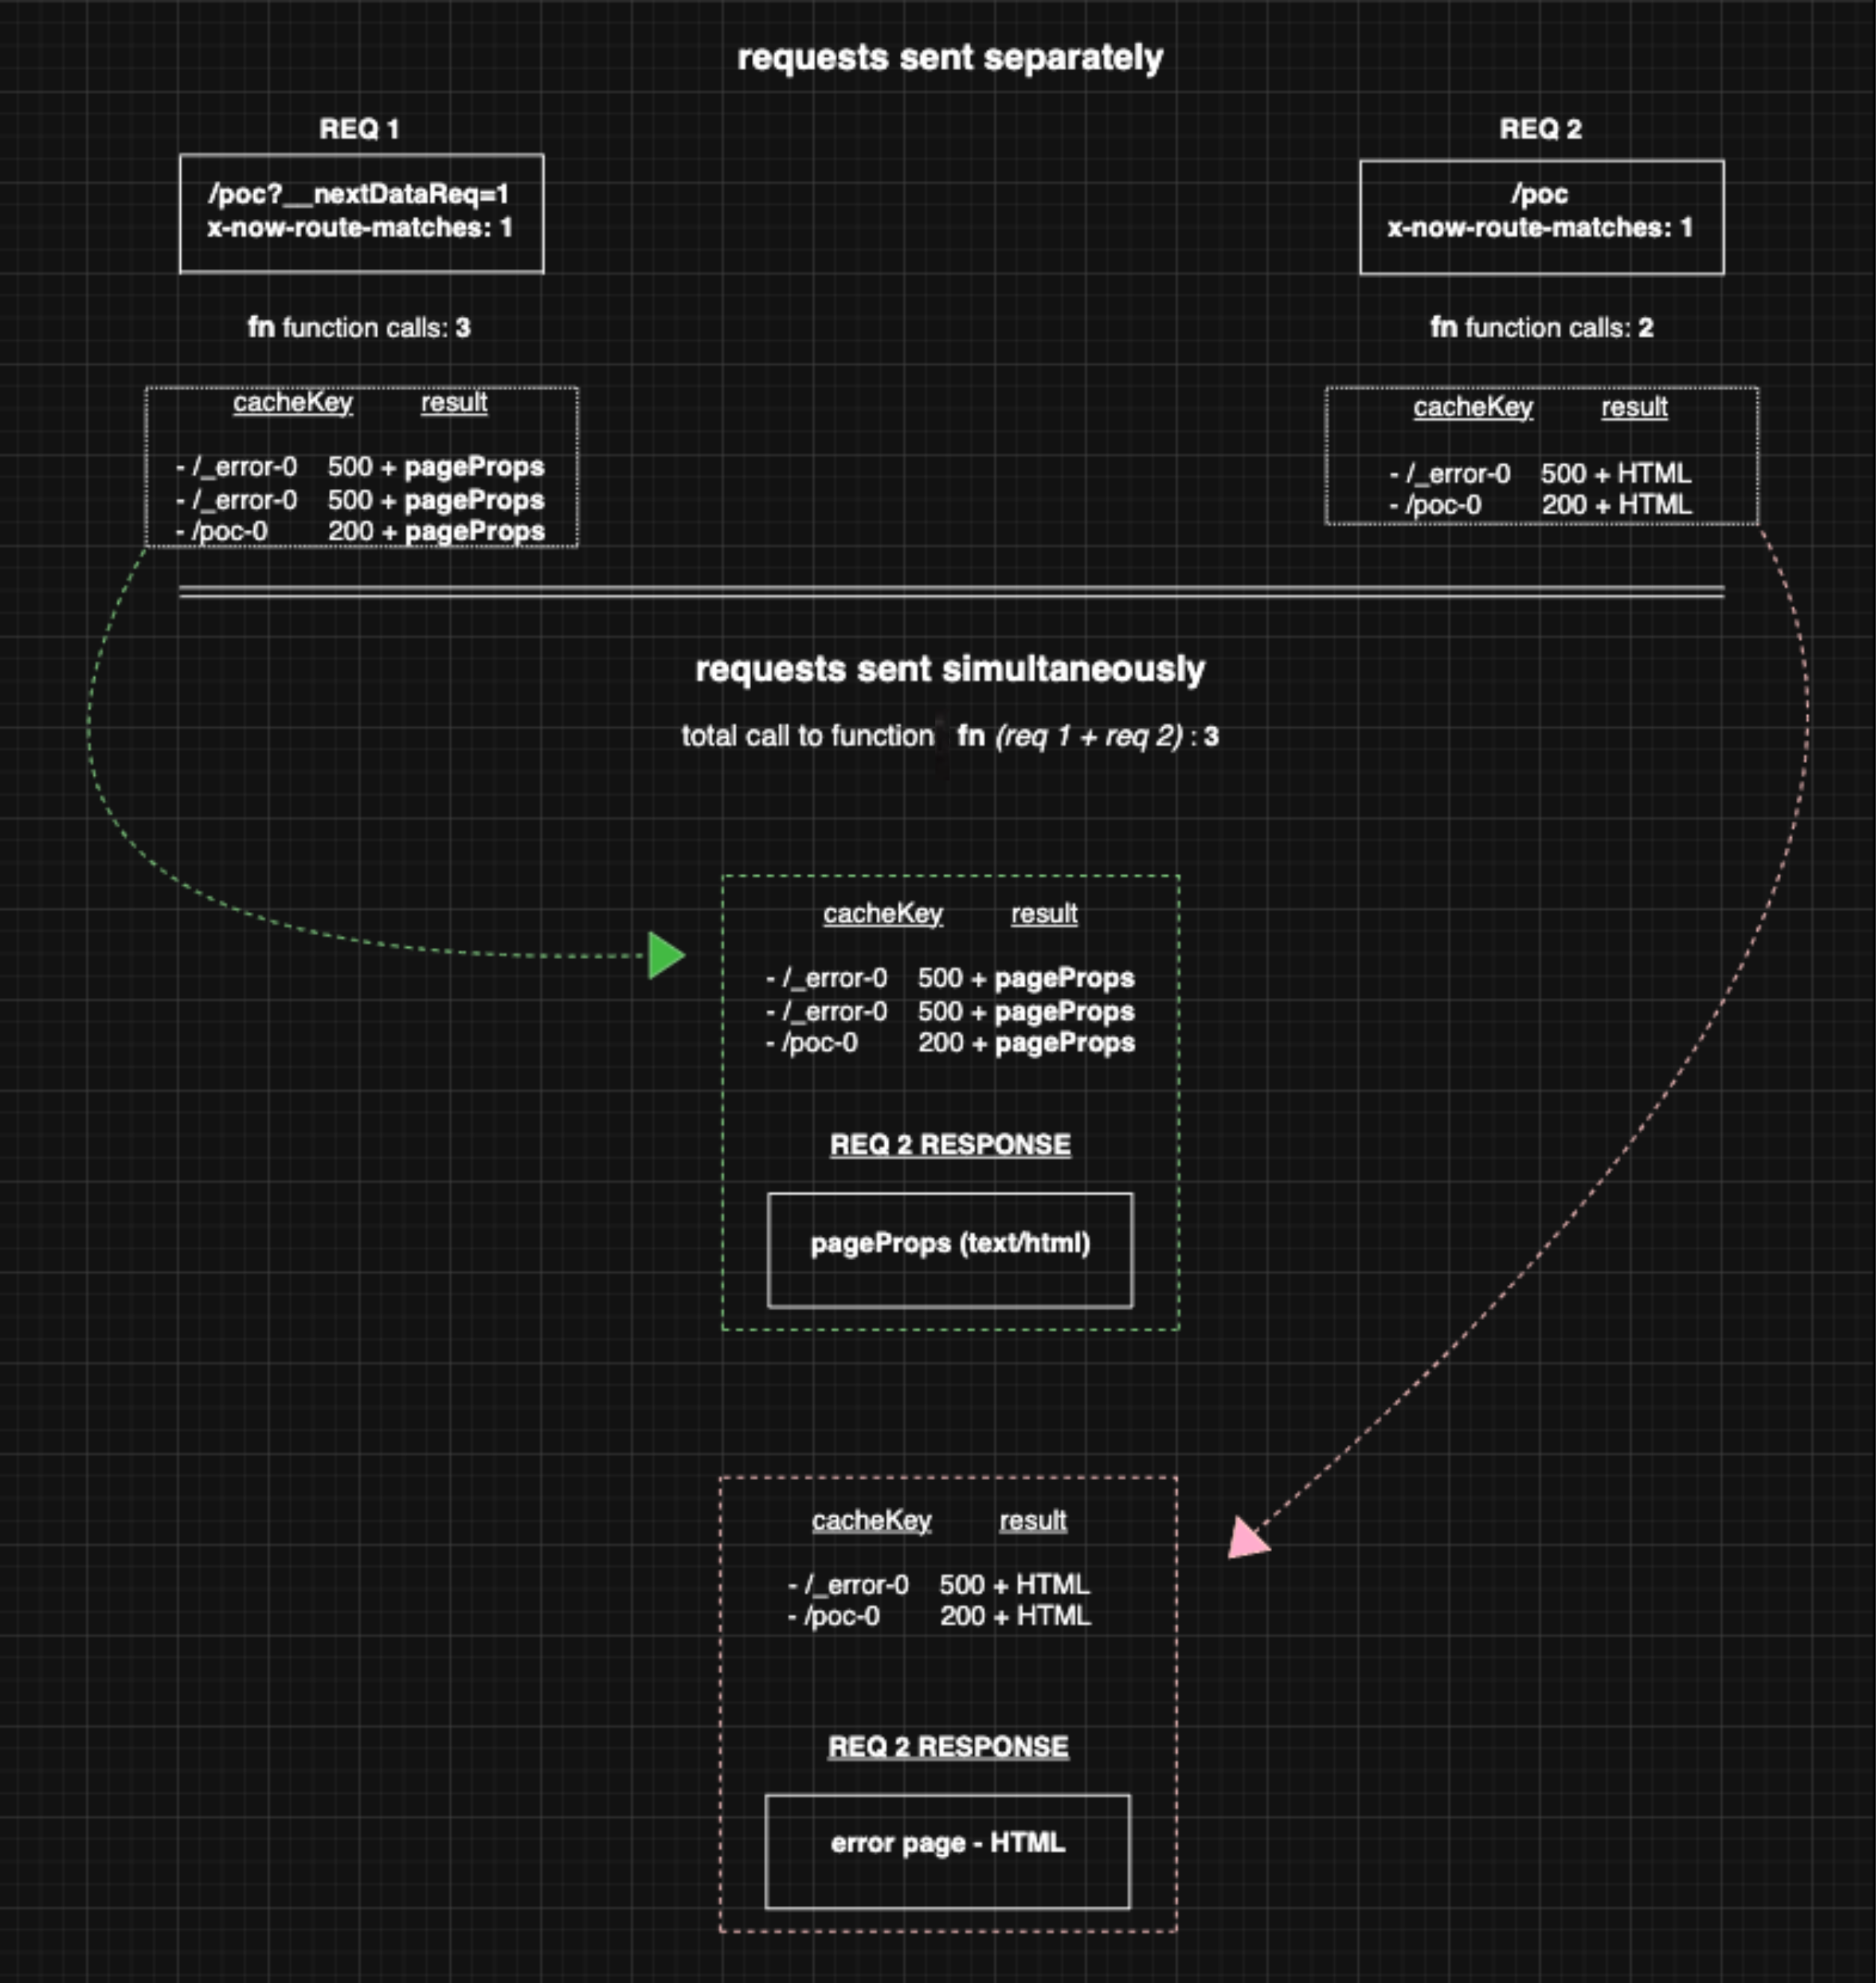 requests sent separately
REQ 1
/poc?__nextDataReq=1
x-now-route-matches: 1
fn function calls: 3
cacheKey result
- /_error-0 500 + pageProps
- /_error-0 500 + pageProps
- /poc-0 200 + pageProps
REQ 2
/poc
x-now-route-matches: 1
fn function calls: 2
cacheKey result
- /_error-0 500 + HTML
- /poc-0 200 + HTML
requests sent simultaneously
total call to function fn (req 1 + req 2) : 3
cacheKey result
- /_error-0 500 + pageProps
- /_error-0 500 + pageProps
- /poc-0 200 + pageProps
REQ 2 RESPONSE
pageProps (text/html)
cacheKey result
- /_error-0 500 + HTML
- /poc-0 200 + HTML
REQ 2 RESPONSE
error page - HTML